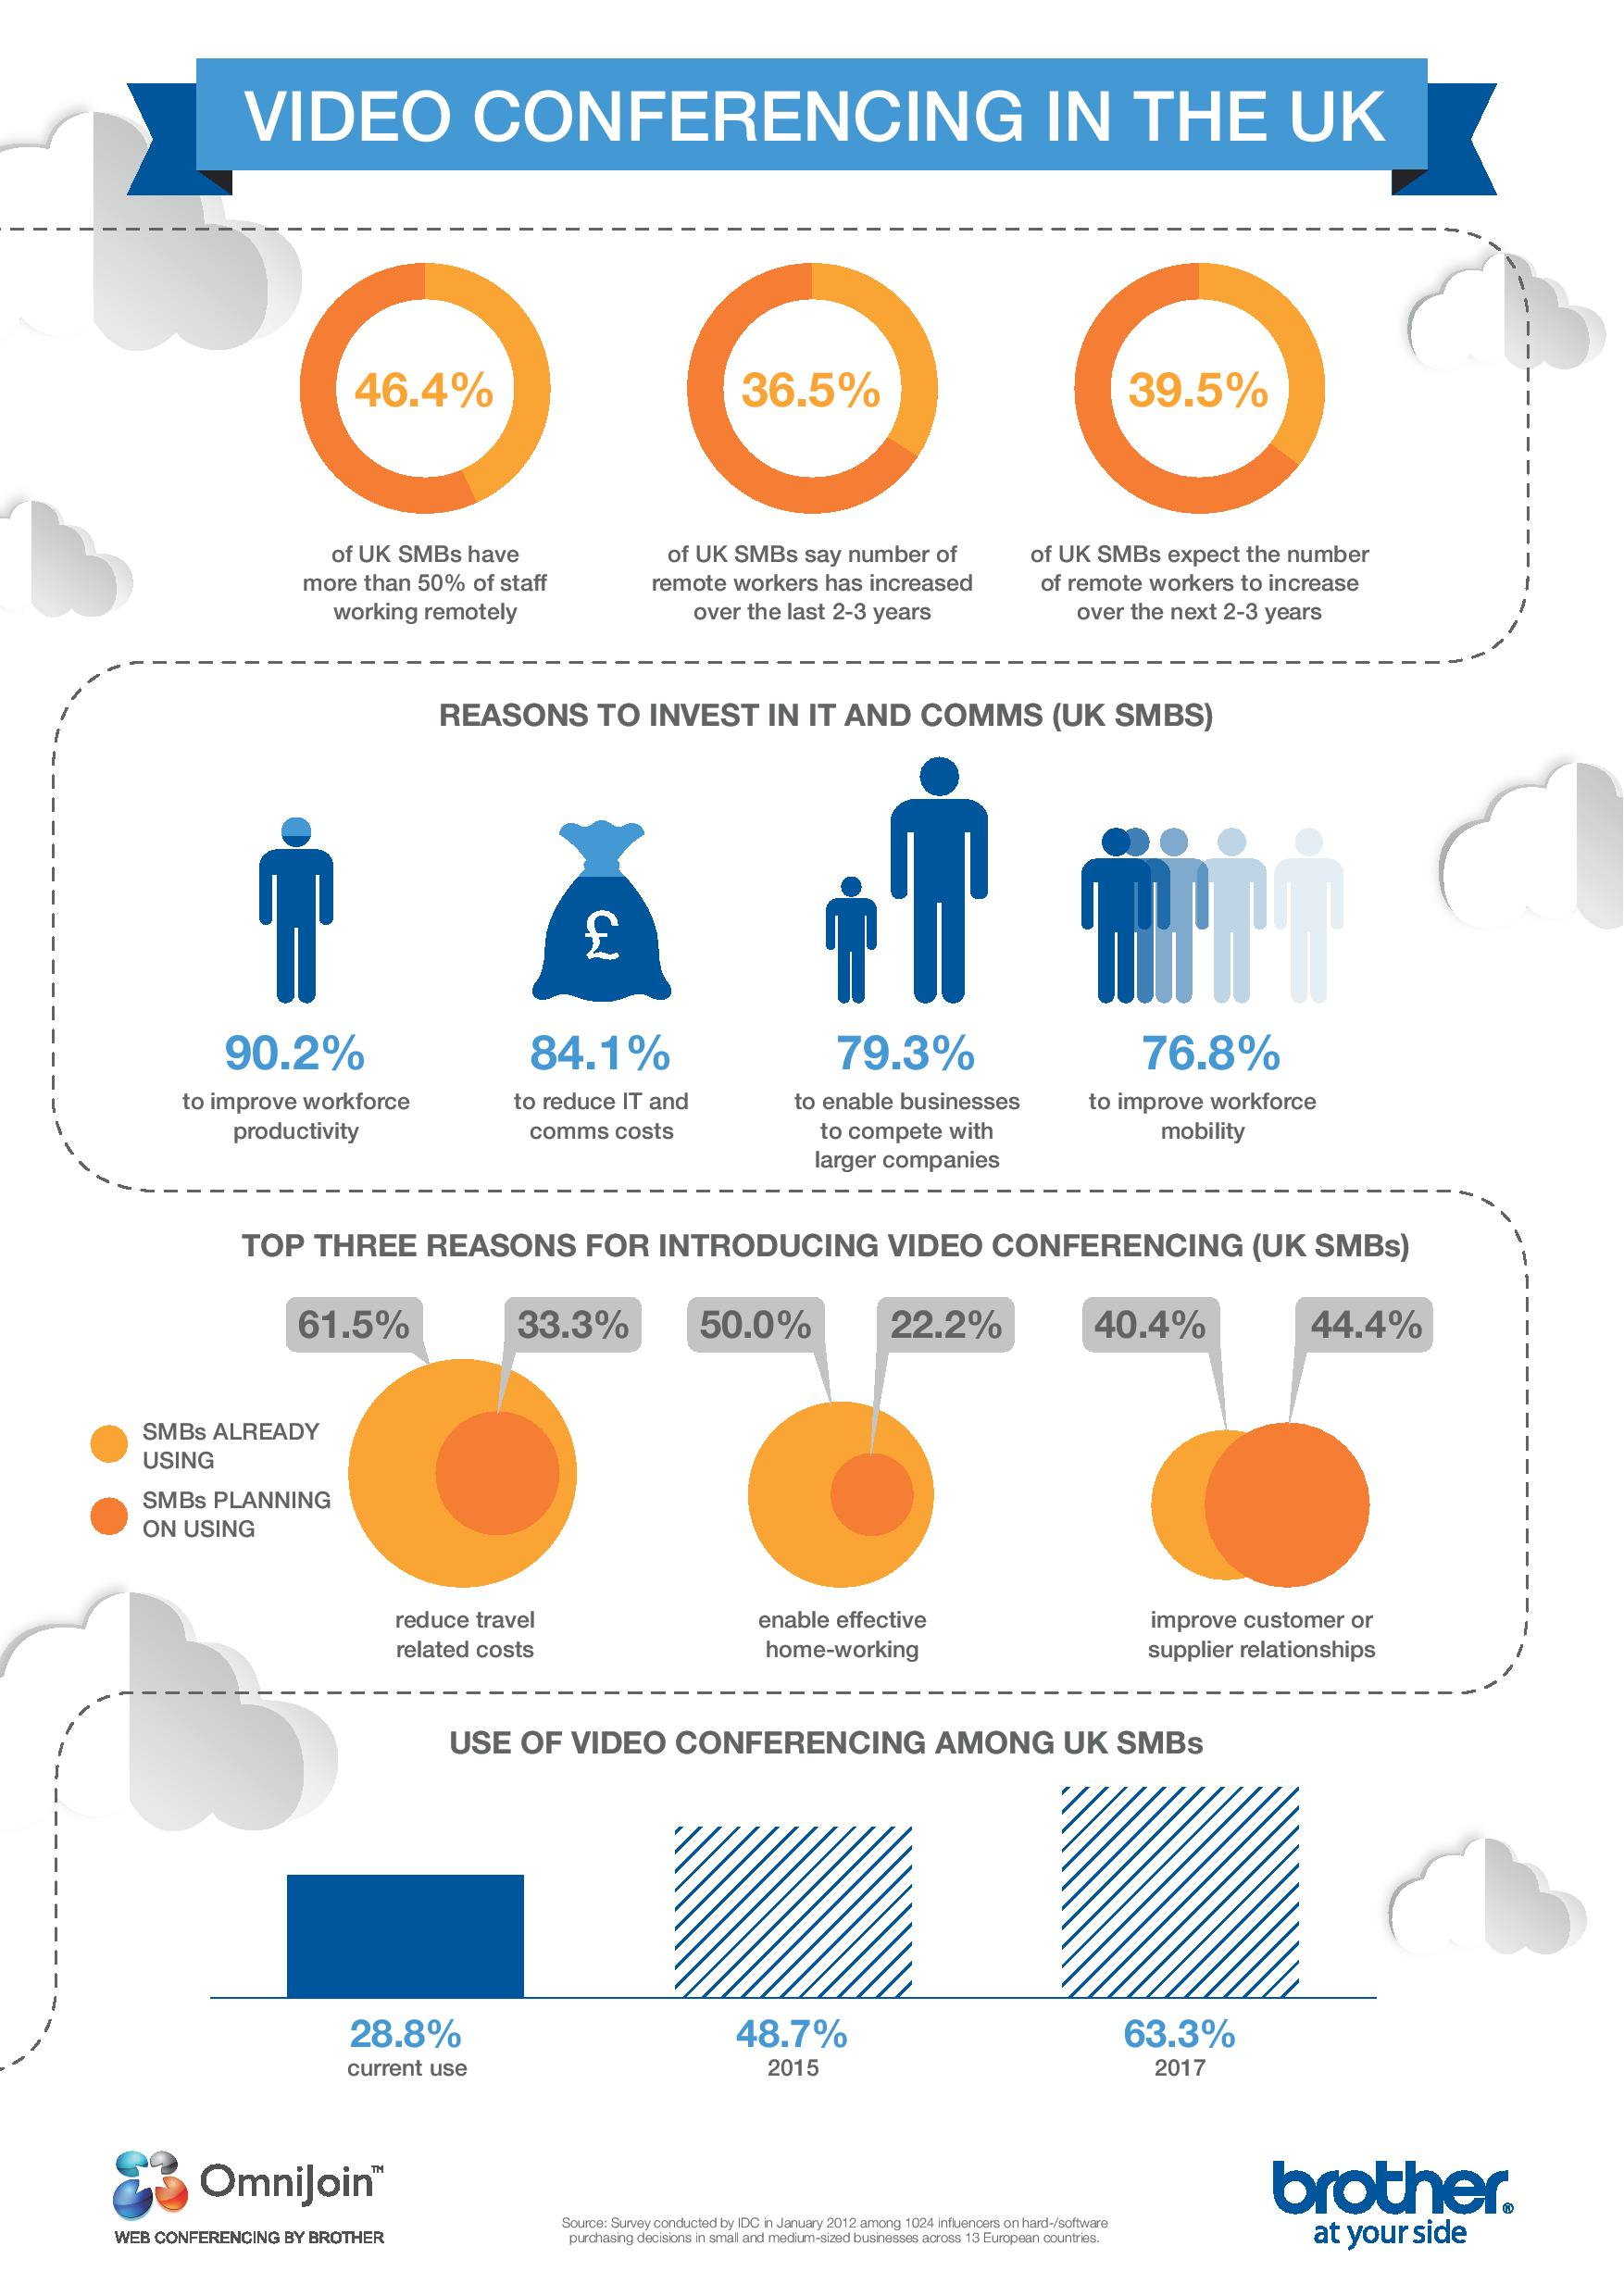 VIDEO CONFERENCING IN THE UK
46.4%
of UK SMBs have
more than 50% of staff
working remotely
36.5%
of UK SMBs say number of
remote workers has increased
over the last 2-3 years
39.5%
of UK SMBs expect the number
of remote workers to increase
over the next 2-3 years
REASONS TO INVEST IN IT AND COMMS (UK SMBS)
£
90.2%
to improve workforce
productivity
84.1%
to reduce IT and
comms costs
79.3%
to enable businesses
to compete with
larger companies
76.8%
to improve workforce
mobility
TOP THREE REASONS FOR INTRODUCING VIDEO CONFERENCING (UK SMBs)
SMBs ALREADY
USING
SMBs PLANNING
ON USING
61.5%
33.3%
reduce travel
related costs
50.0%
22.2%
enable effective
home-working
40.4%
44.4%
improve customer or
supplier relationships
USE OF VIDEO CONFERENCING AMONG UK SMBs
28.8%
current use
48.7%
2015
63.3%
2017
OmniJoin™
WEB CONFERENCING BY BROTHER
Source: Survey conducted by IDC in January 2012 among 1024 influencers on hard-/software
purchasing decisions in small and medium-sized businesses across 13 European countries.
brother®
at your side